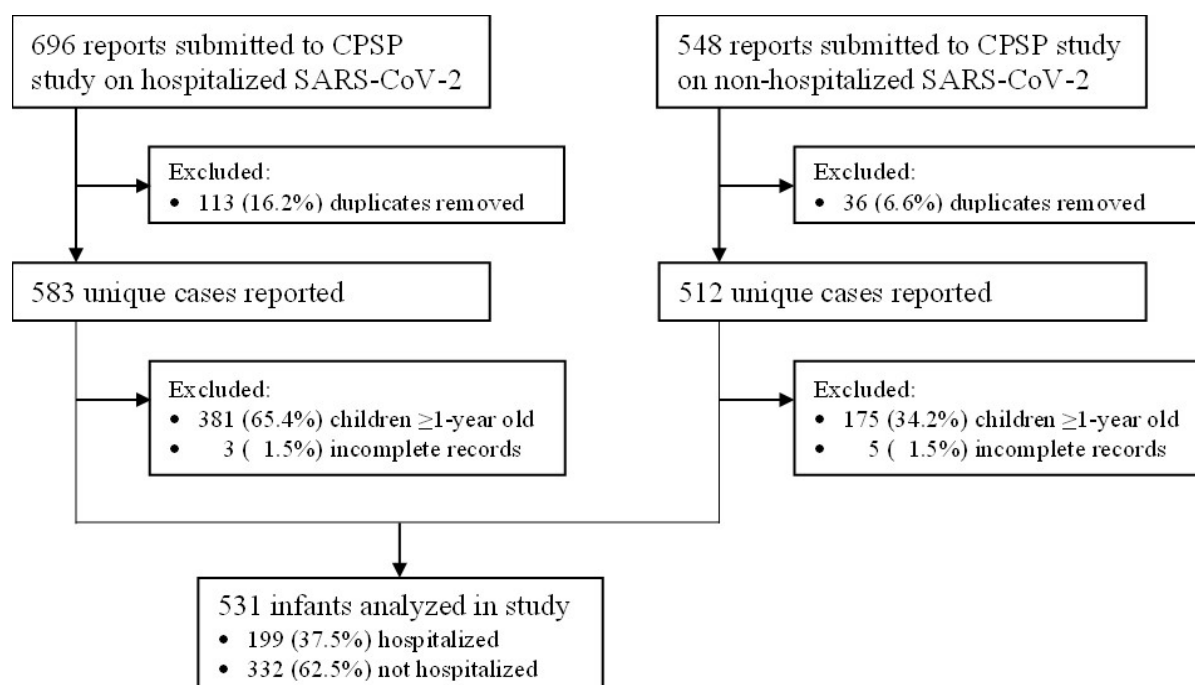 696 reports submitted to CPSP
study on hospitalized SARS-CoV-2
548 reports submitted to CPSP study
on non-hospitalized SARS-CoV-2
Excluded:
• 113 (16.2%) duplicates removed
Excluded:
• 36 (6.6%) duplicates removed
583 unique cases reported
512 unique cases reported
Excluded:
• 381 (65.4%) children ≥1-year old
• 3 ( 1.5%) incomplete records
Excluded:
• 175 (34.2%) children ≥1-year old
• 5 ( 1.5%) incomplete records
531 infants analyzed in study
• 199 (37.5%) hospitalized
• 332 (62.5%) not hospitalized